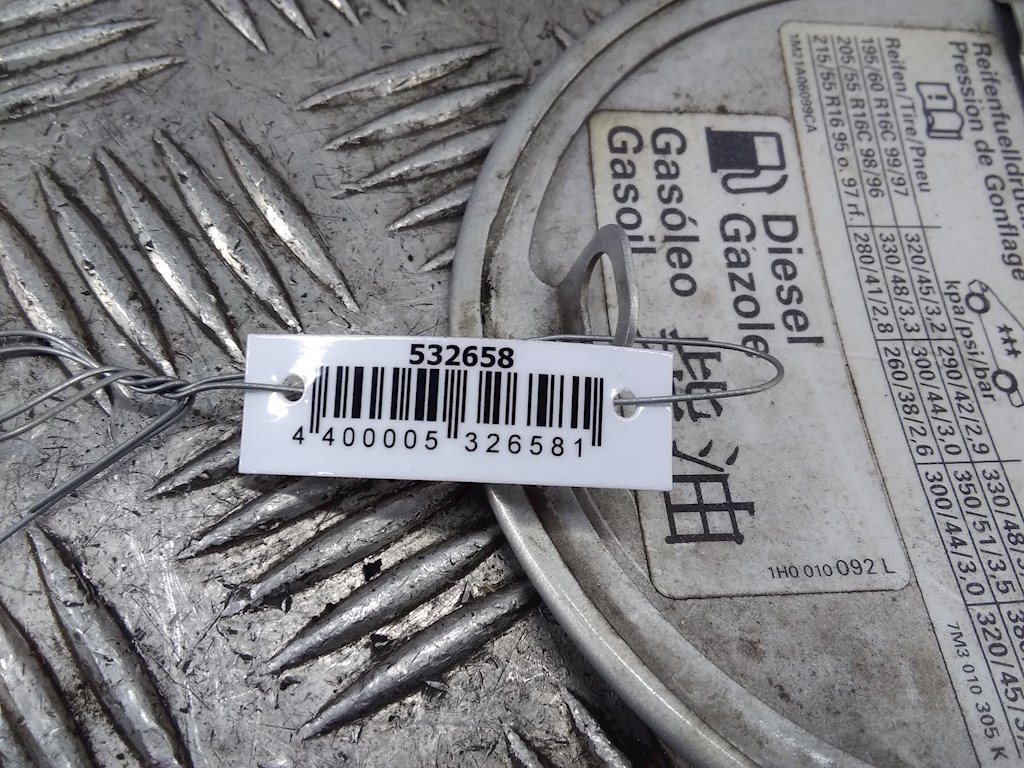 532658
4 400005 326581
Diesel
Gazole
Gasóleo
Gasoil
柴油
1H0 010 092 L
Reifenfuelldruck
Pression de Gonflage
kpa/psi/bar
Reifen/Tire/Pneu
195/60 R16C 99/97 320/45/3,2 290/42/2,9 330/48/3,
205/55 R16C 98/96 330/48/3,3 300/44/3,0 350/51/3,5
215/55 R16 95 o. 97 rf. 280/41/2,8 260/38/2,6 300/44/3,0 320/45/3,
1M21A6099CA
7M3 010 305 K